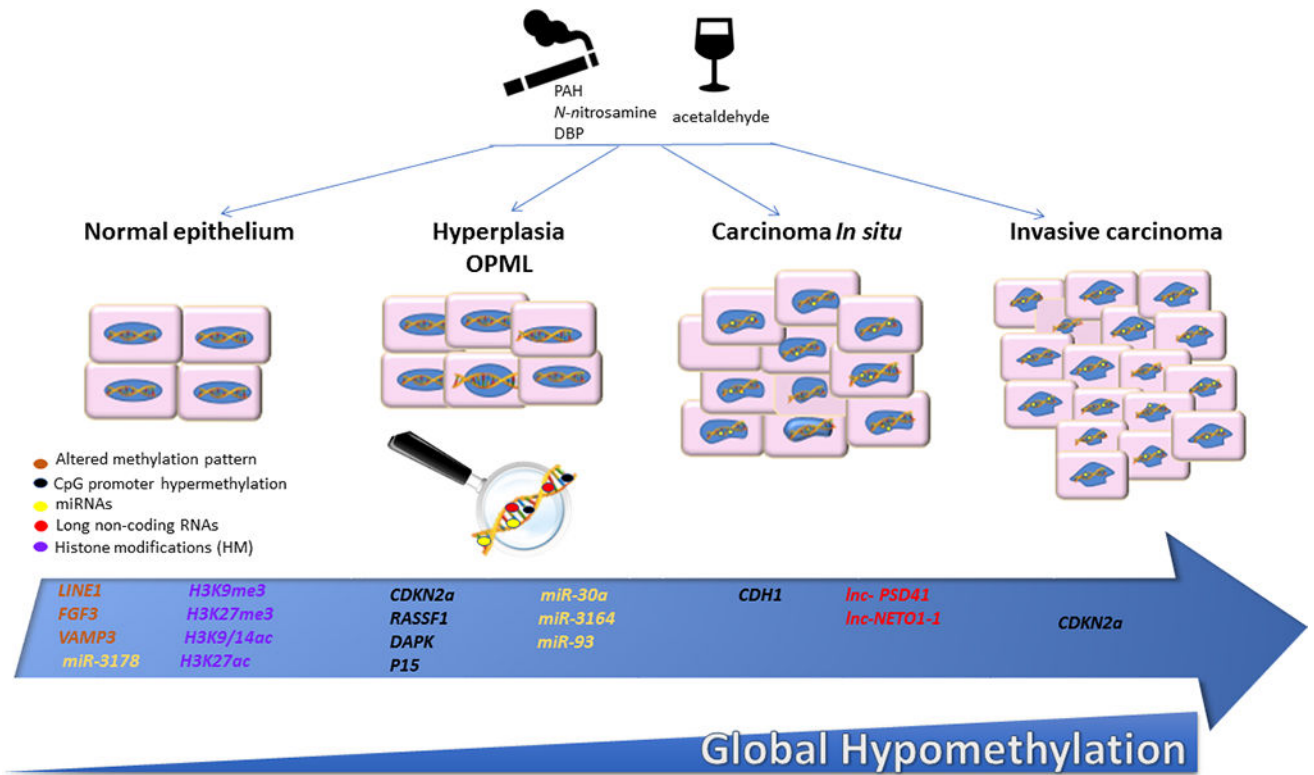 PAH
N-nitrosamine
DBP
acetaldehyde
Normal epithelium
Hyperplasia
OPML
Carcinoma In situ
Invasive carcinoma
Altered methylation pattern
CpG promoter hypermethylation
miRNAs
Long non-coding RNAs
Histone modifications (HM)
LINE1
FGF3
VAMP3
miR-3178
H3K9me3
H3K27me3
H3K9/14ac
H3K27ac
CDKN2a
RASSF1
DAPK
P15
miR-30a
miR-3164
miR-93
CDH1
lnc- PSD41
lnc-NETO1-1
CDKN2a
Global Hypomethylation